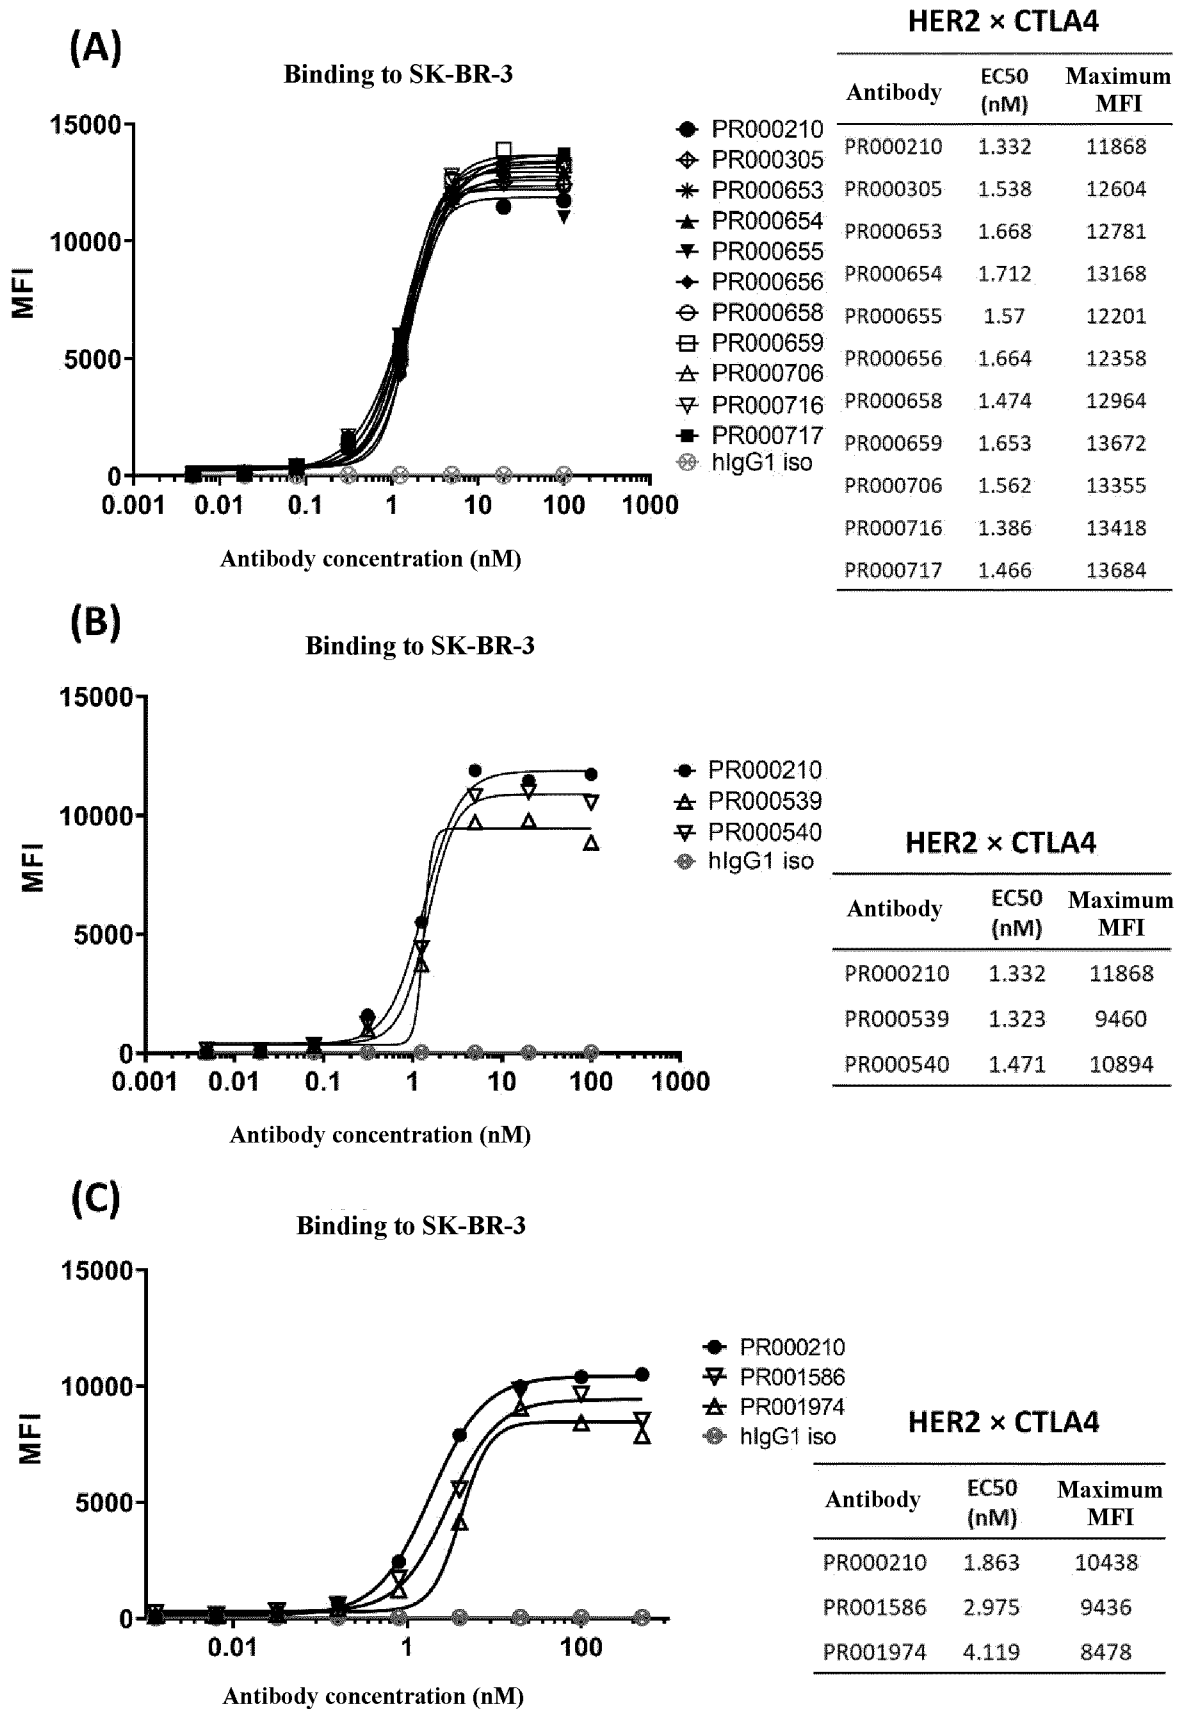 (A)
Binding to SK-BR-3
15000
10000
5000
0
MFI
0.001 0.01 0.1 1 10 100 1000
Antibody concentration (nM)
PR000210
PR000305
PR000653
PR000654
PR000655
PR000656
PR000658
PR000659
PR000706
PR000716
PR000717
hIgG1 iso
HER2 × CTLA4
Antibody EC50 (nM) Maximum MFI
PR000210 1.332 11868
PR000305 1.538 12604
PR000653 1.668 12781
PR000654 1.712 13168
PR000655 1.57 12201
PR000656 1.664 12358
PR000658 1.474 12964
PR000659 1.653 13672
PR000706 1.562 13355
PR000716 1.386 13418
PR000717 1.466 13684
(B)
Binding to SK-BR-3
15000
10000
5000
0
MFI
0.001 0.01 0.1 1 10 100 1000
Antibody concentration (nM)
PR000210
PR000539
PR000540
hIgG1 iso
HER2 × CTLA4
Antibody EC50 (nM) Maximum MFI
PR000210 1.332 11868
PR000539 1.323 9460
PR000540 1.471 10894
(C)
Binding to SK-BR-3
15000
10000
5000
0
MFI
0.01 1 100
Antibody concentration (nM)
PR000210
PR001586
PR001974
hIgG1 iso
HER2 × CTLA4
Antibody EC50 (nM) Maximum MFI
PR000210 1.863 10438
PR001586 2.975 9436
PR001974 4.119 8478